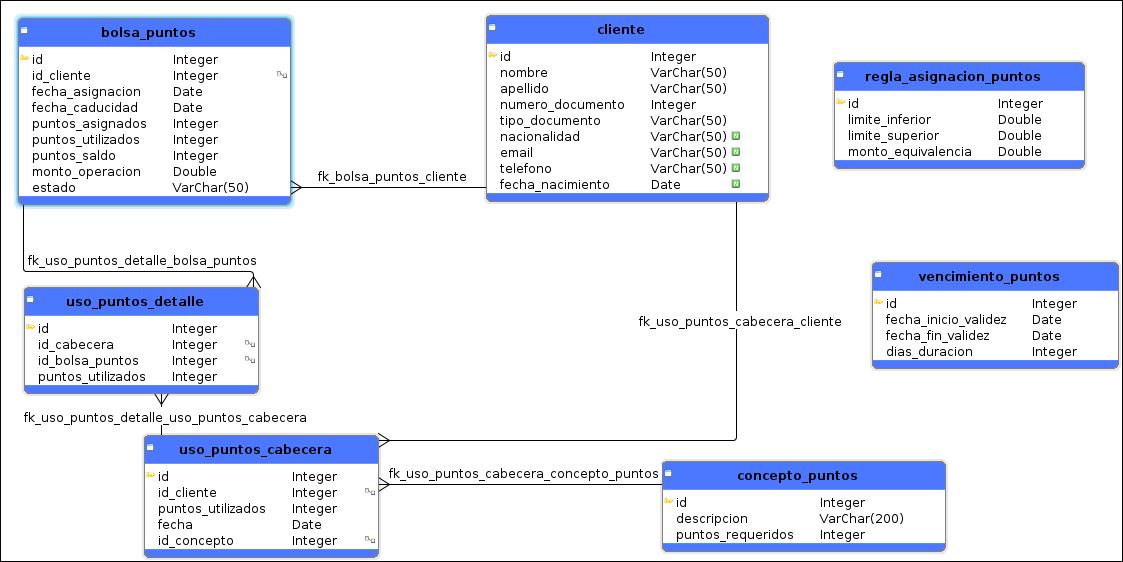 bolsa_puntos
id Integer
id_cliente Integer
fecha_asignacion Date
fecha_caducidad Date
puntos_asignados Integer
puntos_utilizados Integer
puntos_saldo Integer
monto_operacion Double
estado VarChar(50)
fk_bolsa_puntos_cliente
cliente
id Integer
nombre VarChar(50)
apellido VarChar(50)
numero_documento Integer
tipo_documento VarChar(50)
nacionalidad VarChar(50) N
email VarChar(50) N
telefono VarChar(50) N
fecha_nacimiento Date N
regla_asignacion_puntos
id Integer
limite_inferior Double
limite_superior Double
monto_equivalencia Double
fk_uso_puntos_detalle_bolsa_puntos
uso_puntos_detalle
id Integer
id_cabecera Integer
id_bolsa_puntos Integer
puntos_utilizados Integer
fk_uso_puntos_cabecera_cliente
vencimiento_puntos
id Integer
fecha_inicio_validez Date
fecha_fin_validez Date
dias_duracion Integer
fk_uso_puntos_detalle_uso_puntos_cabecera
uso_puntos_cabecera
id Integer
id_cliente Integer
puntos_utilizados Integer
fecha Date
id_concepto Integer
fk_uso_puntos_cabecera_concepto_puntos
concepto_puntos
id Integer
descripcion VarChar(200)
puntos_requeridos Integer